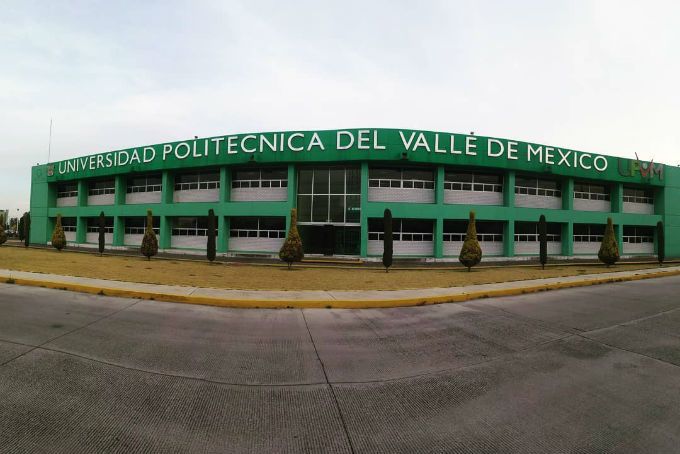 UNIVERSIDAD POLITECNICA DEL VALLE DE MEXICO
UPVM